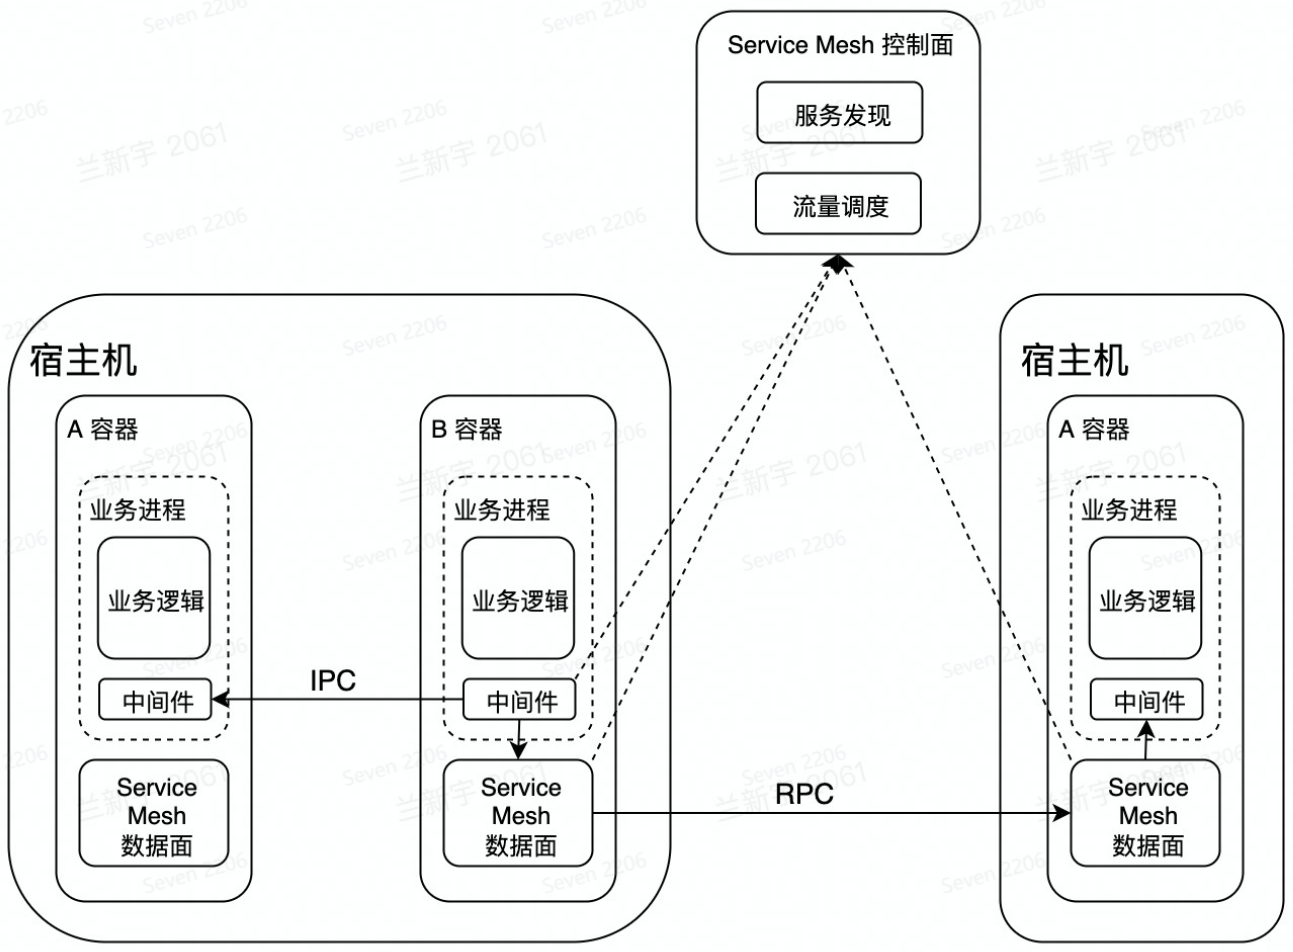 Service Mesh 控制面
服务发现
流量调度
宿主机
A 容器
业务进程
业务逻辑
中间件
Service
Mesh
数据面
IPC
B 容器
业务进程
业务逻辑
中间件
Service
Mesh
数据面
RPC
宿主机
A 容器
业务进程
业务逻辑
中间件
Service
Mesh
数据面
兰新宇 2061
Seven 2206